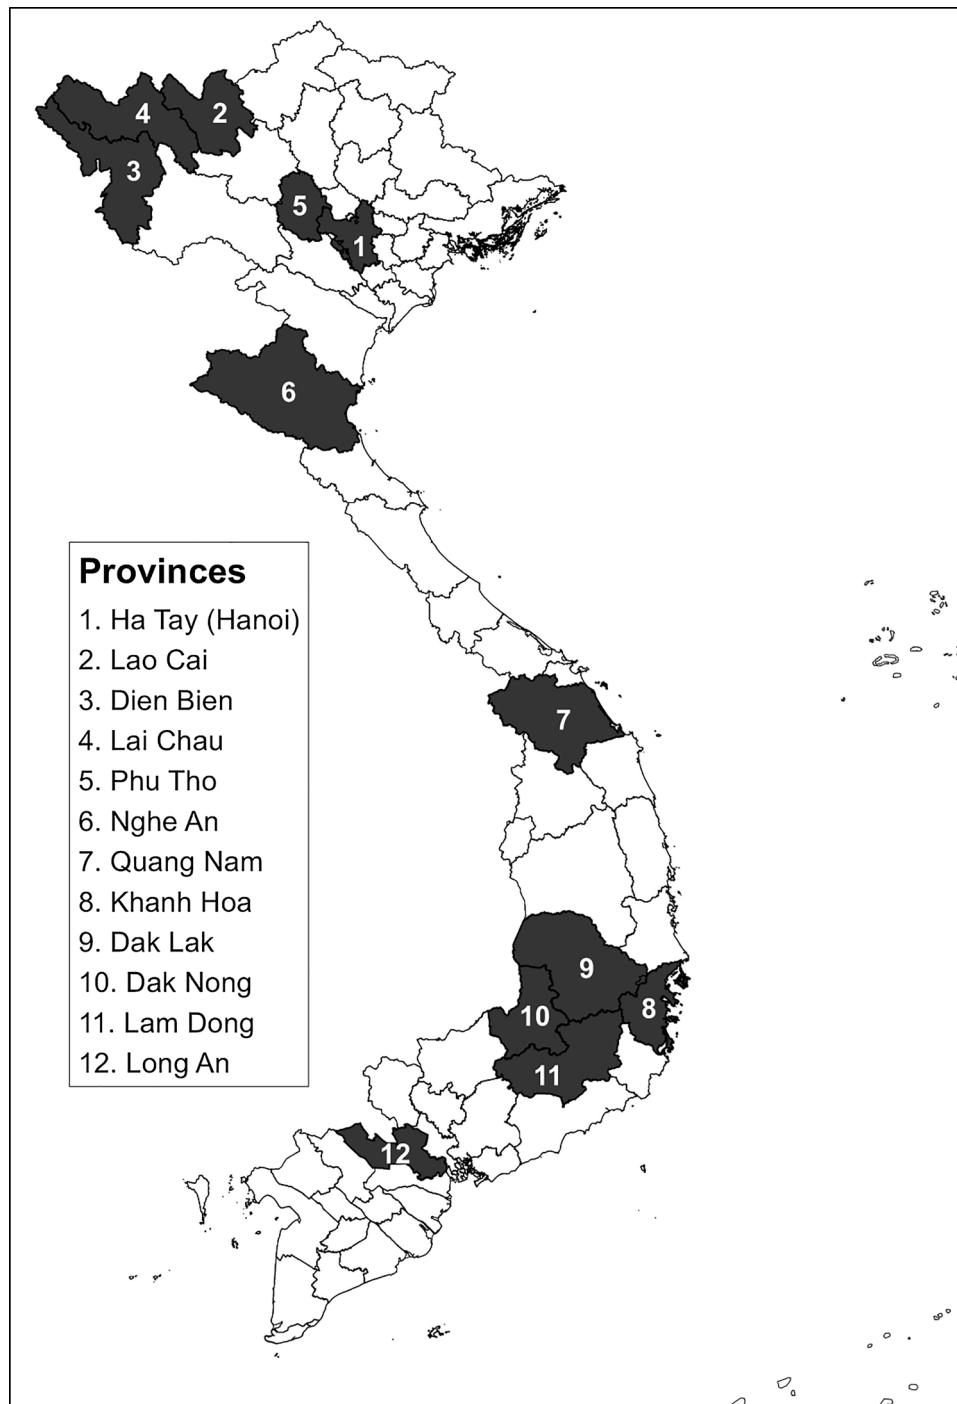 4
2
3
5
1
6
7
9
8
10
11
12
Provinces
1. Ha Tay (Hanoi)
2. Lao Cai
3. Dien Bien
4. Lai Chau
5. Phu Tho
6. Nghe An
7. Quang Nam
8. Khanh Hoa
9. Dak Lak
10. Dak Nong
11. Lam Dong
12. Long An